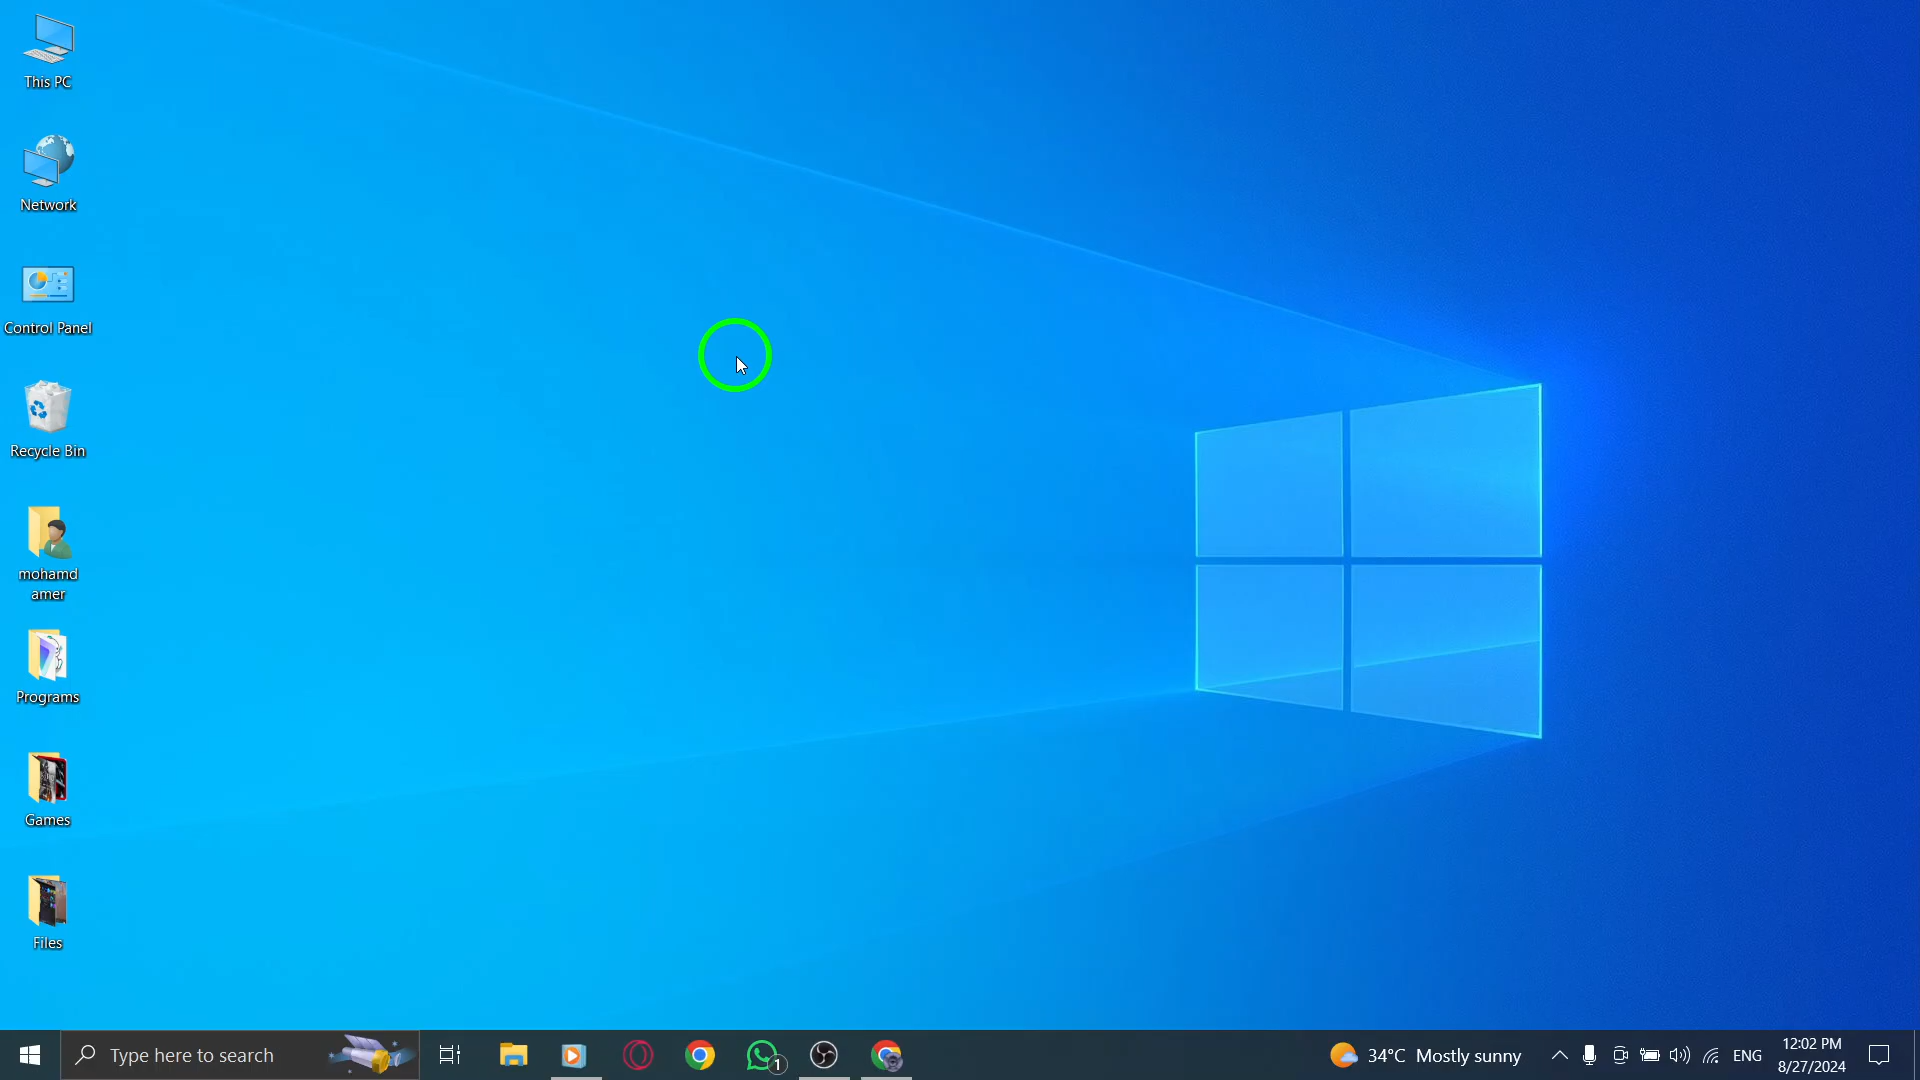 This PC
Network
Control Panel
Recycle Bin
mohamd
amer
Programs
Games
Files
Type here to search
1
34°C Mostly sunny
ENG
12:02 PM
8/27/2024